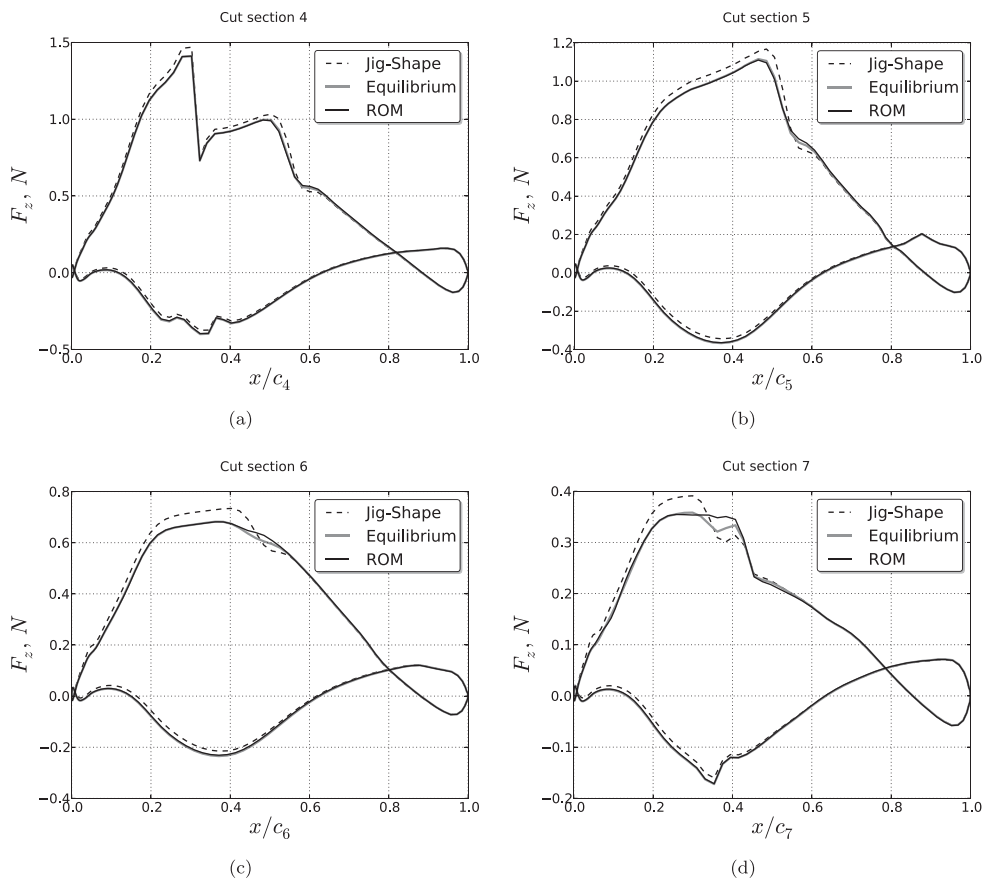 Cut section 4
1.5
1.0
0.5
0.0
−0.5
F_z, N
0.0 0.2 0.4 0.6 0.8 1.0
x/c_4
Jig-Shape
Equilibrium
ROM
(a)
Cut section 5
1.2
1.0
0.8
0.6
0.4
0.2
0.0
−0.2
−0.4
F_z, N
0.0 0.2 0.4 0.6 0.8 1.0
x/c_5
Jig-Shape
Equilibrium
ROM
(b)
Cut section 6
0.8
0.6
0.4
0.2
0.0
−0.2
−0.4
F_z, N
0.0 0.2 0.4 0.6 0.8 1.0
x/c_6
Jig-Shape
Equilibrium
ROM
(c)
Cut section 7
0.4
0.3
0.2
0.1
0.0
−0.1
−0.2
F_z, N
0.0 0.2 0.4 0.6 0.8 1.0
x/c_7
Jig-Shape
Equilibrium
ROM
(d)